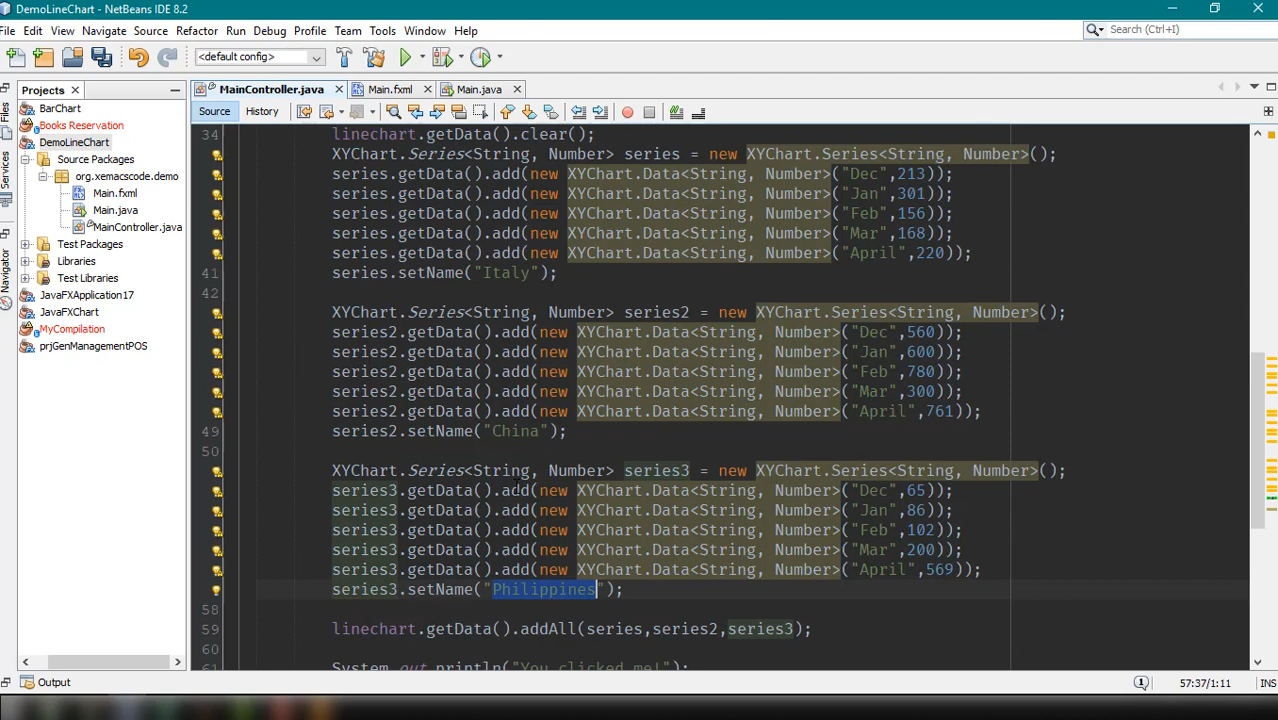 DemoLineChart - NetBeans IDE 8.2
File Edit View Navigate Source Refactor Run Debug Profile Team Tools Window Help
Search (Ctrl+I)
<default config>
Projects
MainController.java
Main.fxml
Main.java
Source
History
Files
Services
Navigator
BarChart
Books Reservation
DemoLineChart
Source Packages
org.xemacscode.demo
Main.fxml
Main.java
MainController.java
Test Packages
Libraries
Test Libraries
JavaFXApplication17
JavaFXChart
MyCompilation
prjGenManagementPOS
34 linechart.getData().clear();
XYChart.Series<String, Number> series = new XYChart.Series<String, Number>();
series.getData().add(new XYChart.Data<String, Number>("Dec",213));
series.getData().add(new XYChart.Data<String, Number>("Jan",301));
series.getData().add(new XYChart.Data<String, Number>("Feb",156));
series.getData().add(new XYChart.Data<String, Number>("Mar",168));
series.getData().add(new XYChart.Data<String, Number>("April",220));
41 series.setName("Italy");
42
XYChart.Series<String, Number> series2 = new XYChart.Series<String, Number>();
series2.getData().add(new XYChart.Data<String, Number>("Dec",560));
series2.getData().add(new XYChart.Data<String, Number>("Jan",600));
series2.getData().add(new XYChart.Data<String, Number>("Feb",780));
series2.getData().add(new XYChart.Data<String, Number>("Mar",300));
series2.getData().add(new XYChart.Data<String, Number>("April",761));
49 series2.setName("China");
50
XYChart.Series<String, Number> series3 = new XYChart.Series<String, Number>();
series3.getData().add(new XYChart.Data<String, Number>("Dec",65));
series3.getData().add(new XYChart.Data<String, Number>("Jan",86));
series3.getData().add(new XYChart.Data<String, Number>("Feb",102));
series3.getData().add(new XYChart.Data<String, Number>("Mar",200));
series3.getData().add(new XYChart.Data<String, Number>("April",569));
series3.setName("Philippines");
58
59 linechart.getData().addAll(series,series2,series3);
60
61 System.out.println("You clicked me!");
Output
57:37/1:11
INS